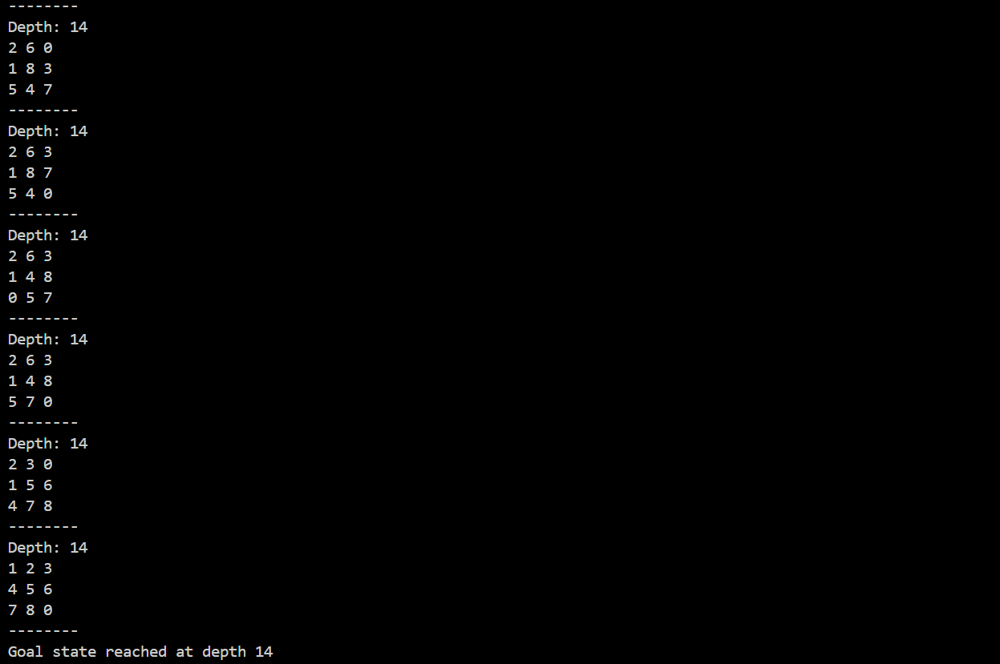 --------
Depth: 14
2 6 0
1 8 3
5 4 7
--------
Depth: 14
2 6 3
1 8 7
5 4 0
--------
Depth: 14
2 6 3
1 4 8
0 5 7
--------
Depth: 14
2 6 3
1 4 8
5 7 0
--------
Depth: 14
2 3 0
1 5 6
4 7 8
--------
Depth: 14
1 2 3
4 5 6
7 8 0
--------
Goal state reached at depth 14